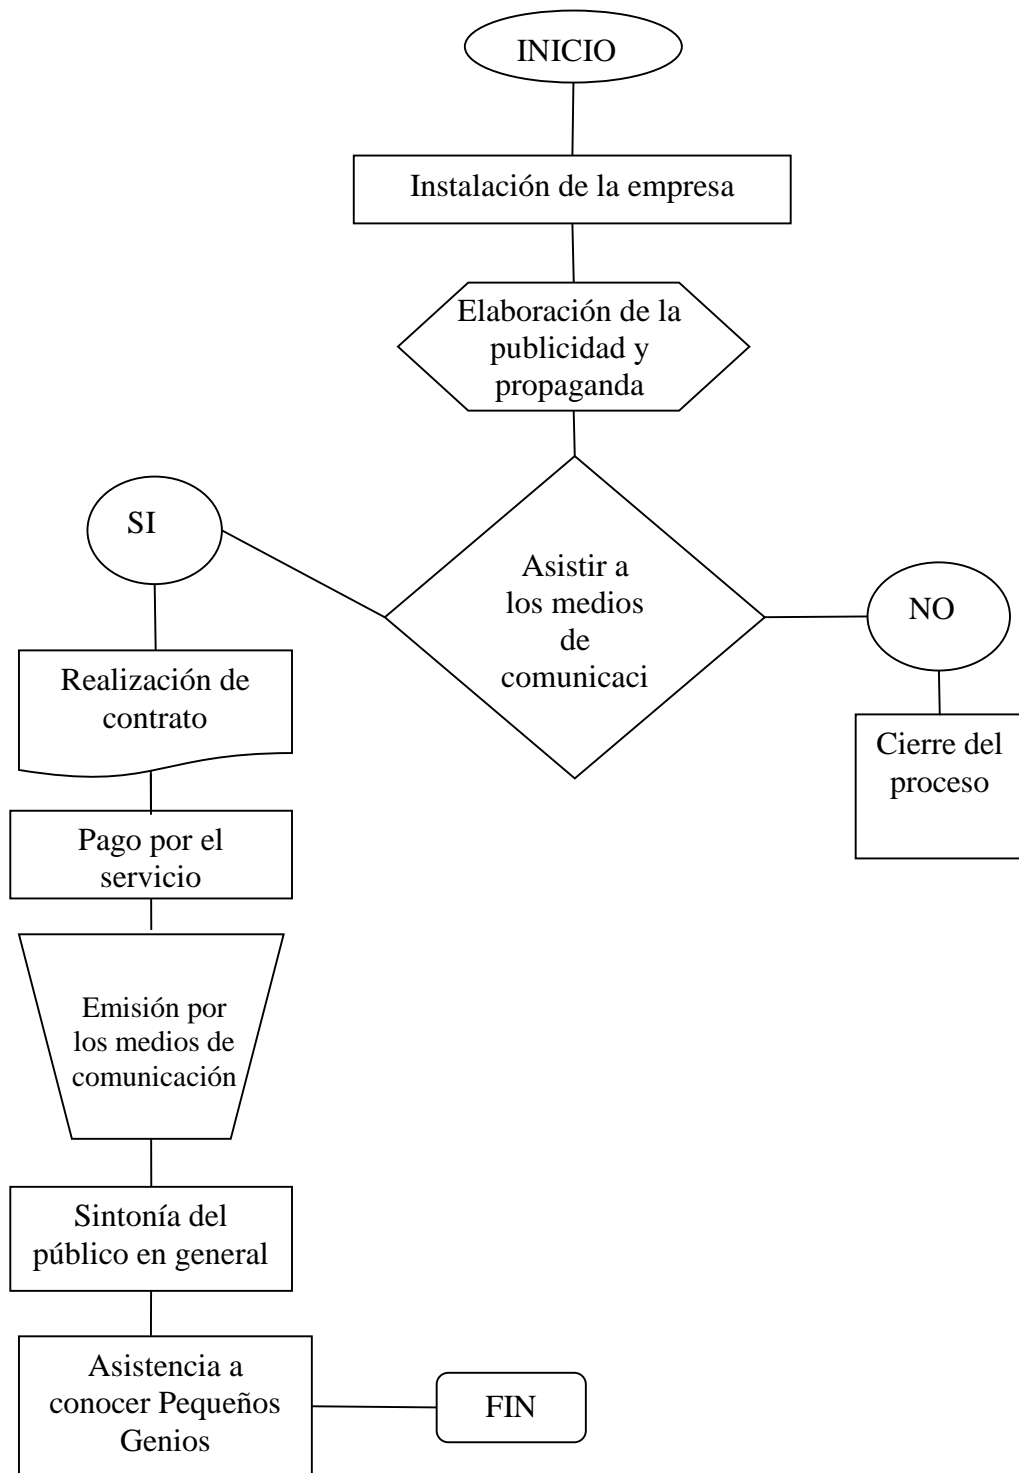 INICIO
Instalación de la empresa
Elaboración de la
publicidad y
propaganda
SI
Asistir a
los medios
de
comunicaci
NO
Realización de
contrato
Cierre del
proceso
Pago por el
servicio
Emisión por
los medios de
comunicación
Sintonía del
público en general
Asistencia a
conocer Pequeños
Genios
FIN